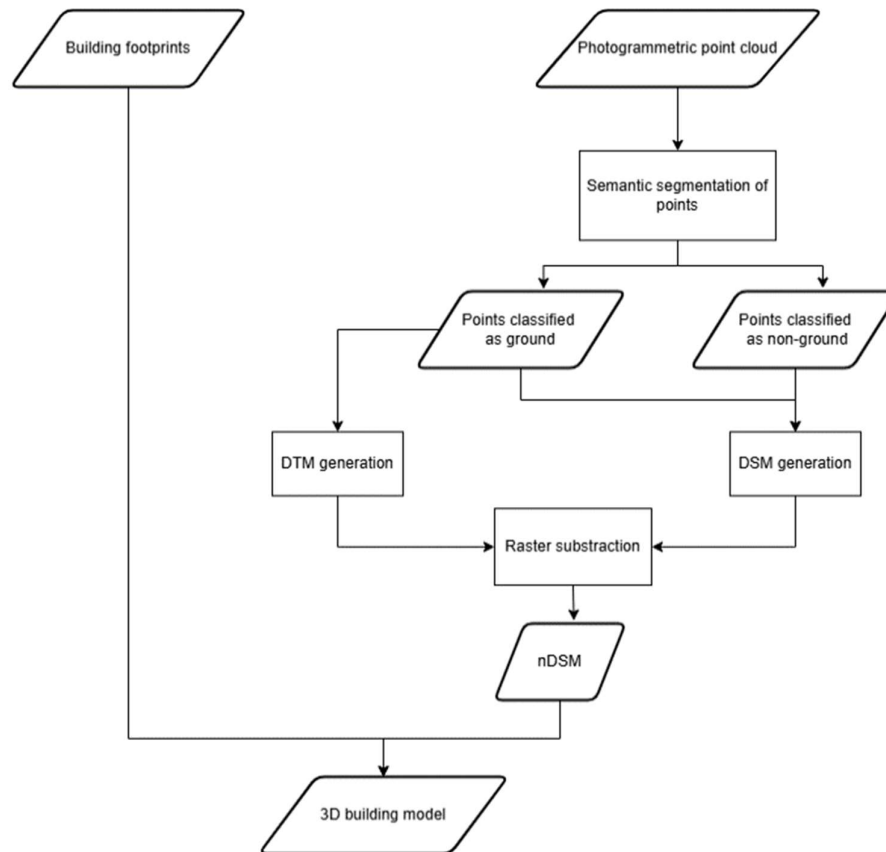 Building footprints
Photogrammetric point cloud
Semantic segmentation of
points
Points classified
as ground
Points classified
as non-ground
DTM generation
DSM generation
Raster substraction
nDSM
3D building model